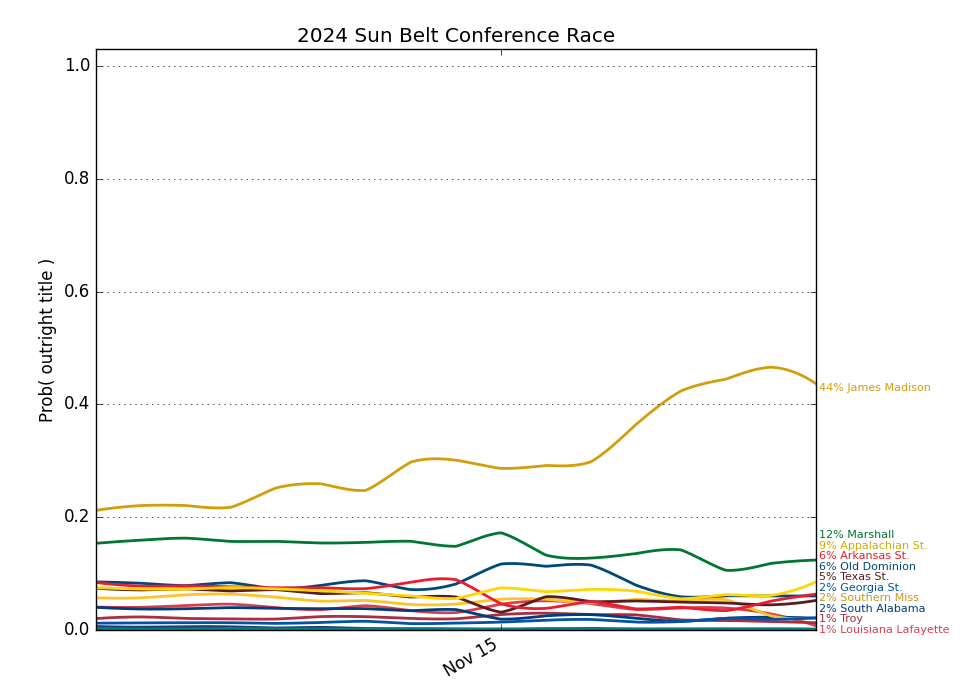 2024 Sun Belt Conference Race
1.0
0.8
0.6
0.4
0.2
0.0
Prob( outright title )
Nov 15
44% James Madison
12% Marshall
9% Appalachian St.
6% Arkansas St.
6% Old Dominion
5% Texas St.
2% Georgia St.
2% Southern Miss
2% South Alabama
1% Troy
1% Louisiana Lafayette